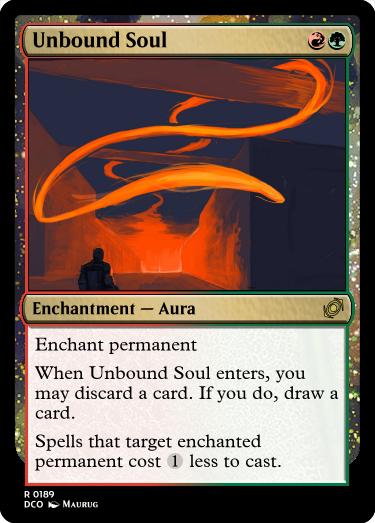 Unbound Soul
Enchantment — Aura
Enchant permanent
When Unbound Soul enters, you
may discard a card. If you do, draw a
card.
Spells that target enchanted
permanent cost 1 less to cast.
R 0189
DCO Maurug